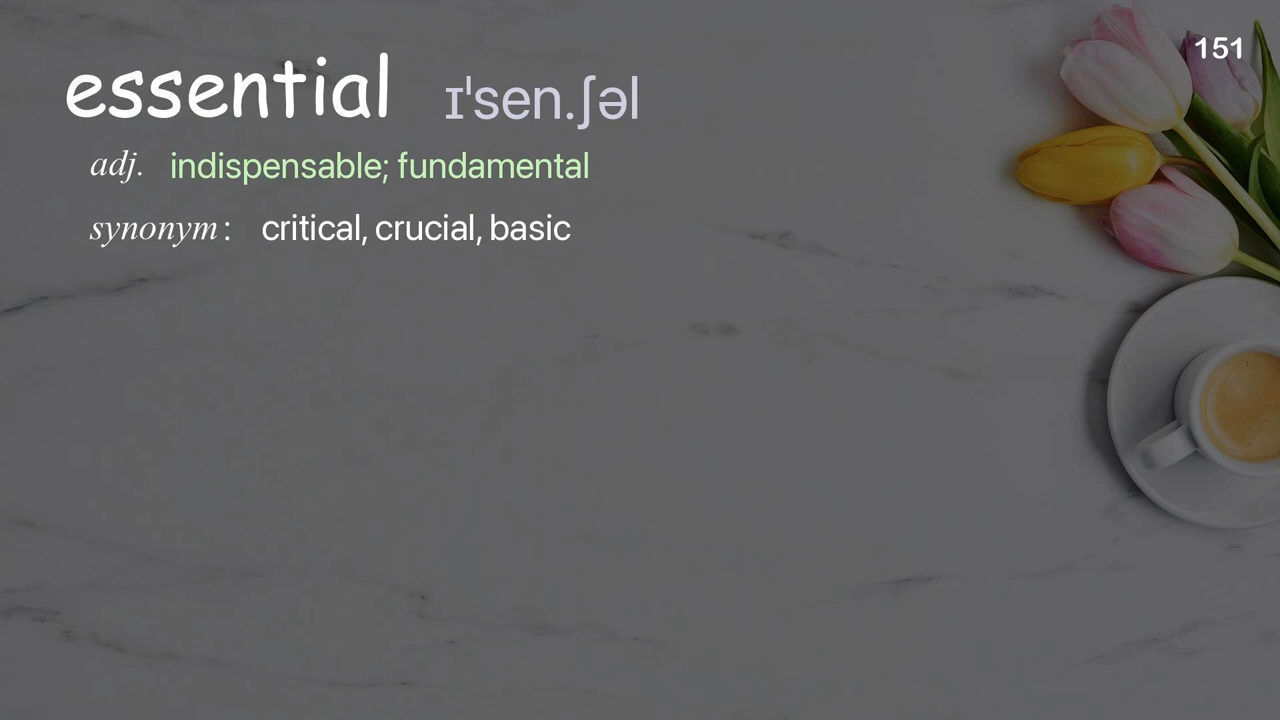 151
essential ɪˈsen.ʃəl
adj. indispensable; fundamental
synonym : critical, crucial, basic